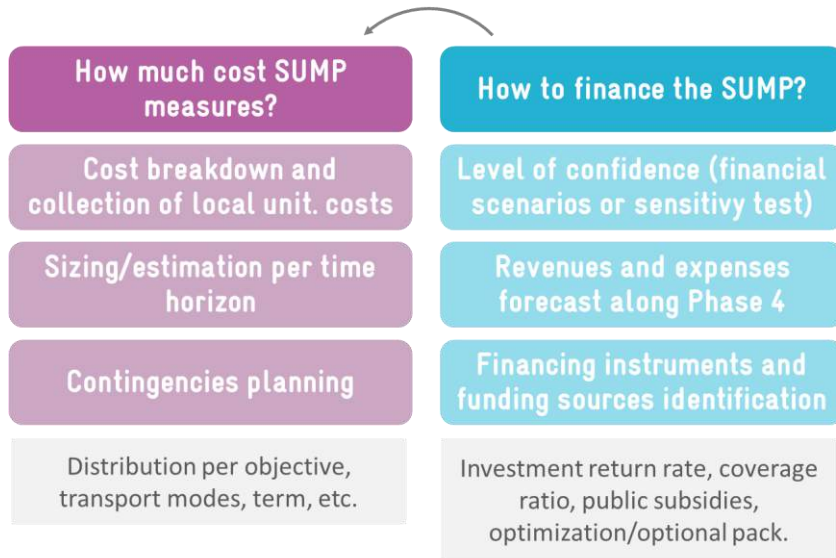 How much cost SUMP
measures?
Cost breakdown and
collection of local unit. costs
Sizing/estimation per time
horizon
Contingencies planning
Distribution per objective,
transport modes, term, etc.
How to finance the SUMP?
Level of confidence (financial
scenarios or sensitivy test)
Revenues and expenses
forecast along Phase 4
Financing instruments and
funding sources identification
Investment return rate, coverage
ratio, public subsidies,
optimization/optional pack.